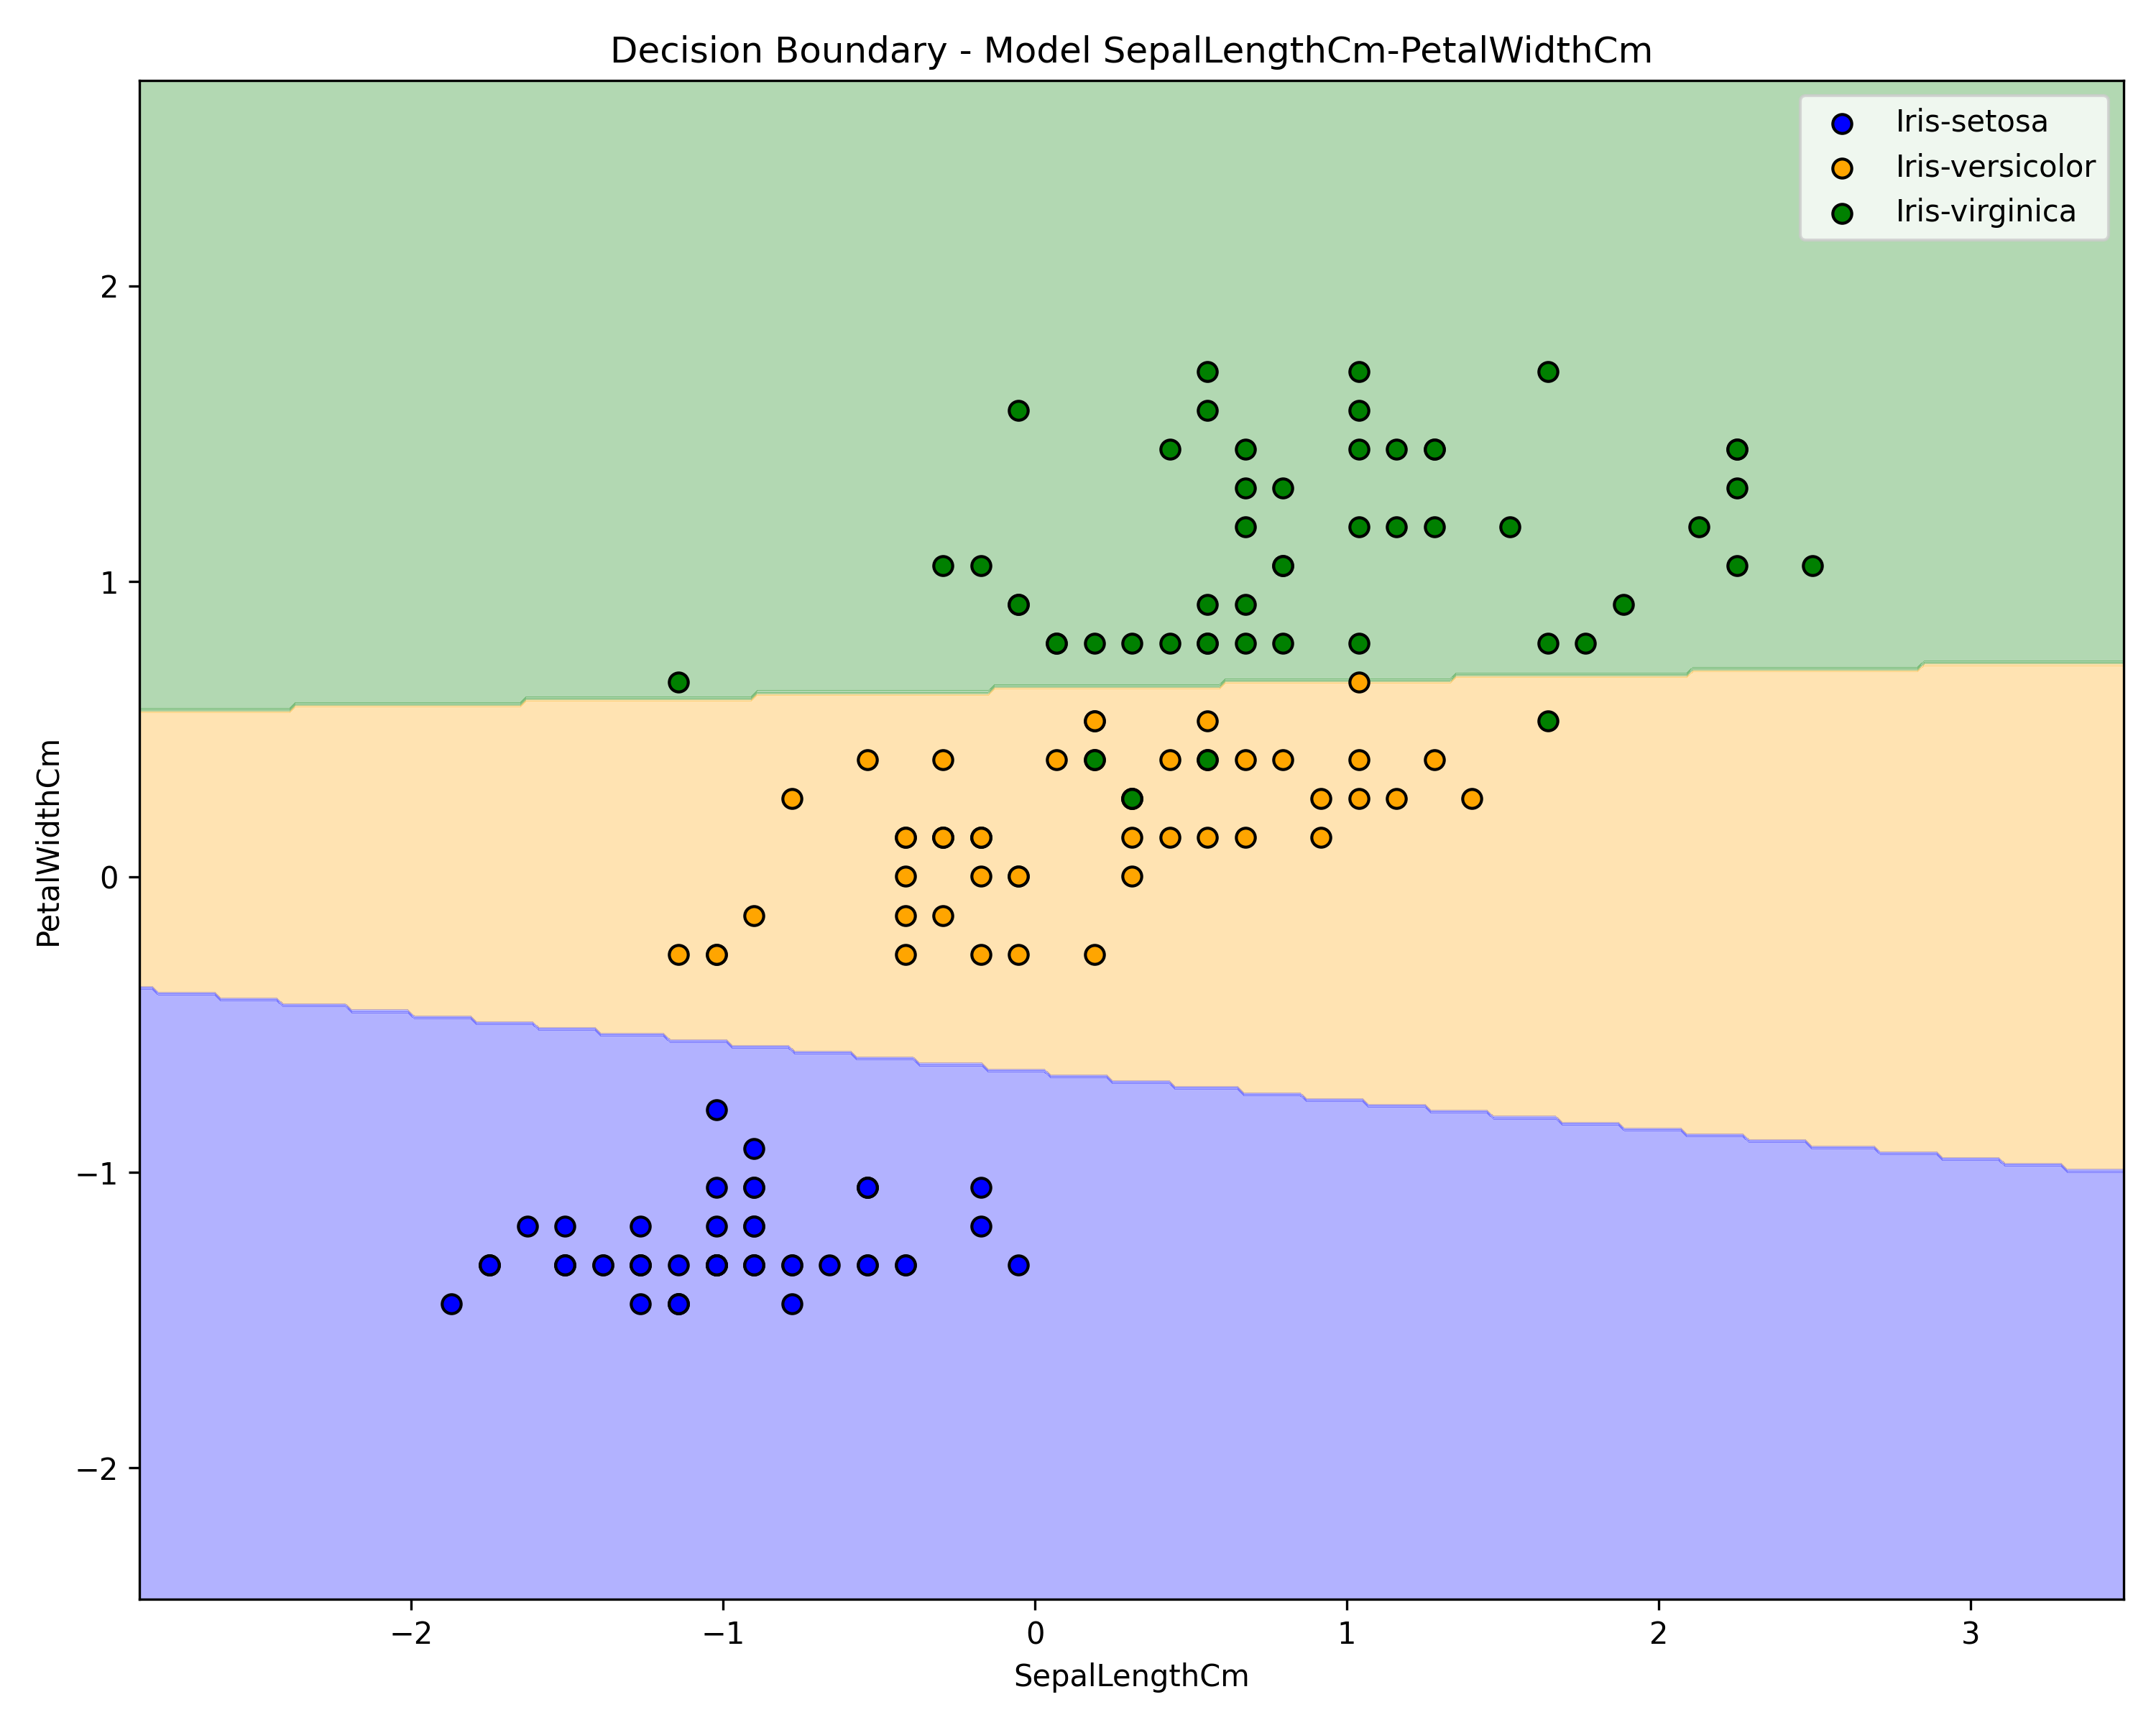 Decision Boundary - Model SepalLengthCm-PetalWidthCm
Iris-setosa
Iris-versicolor
Iris-virginica
PetalWidthCm
2
1
0
−1
−2
−2
−1
0
1
2
3
SepalLengthCm